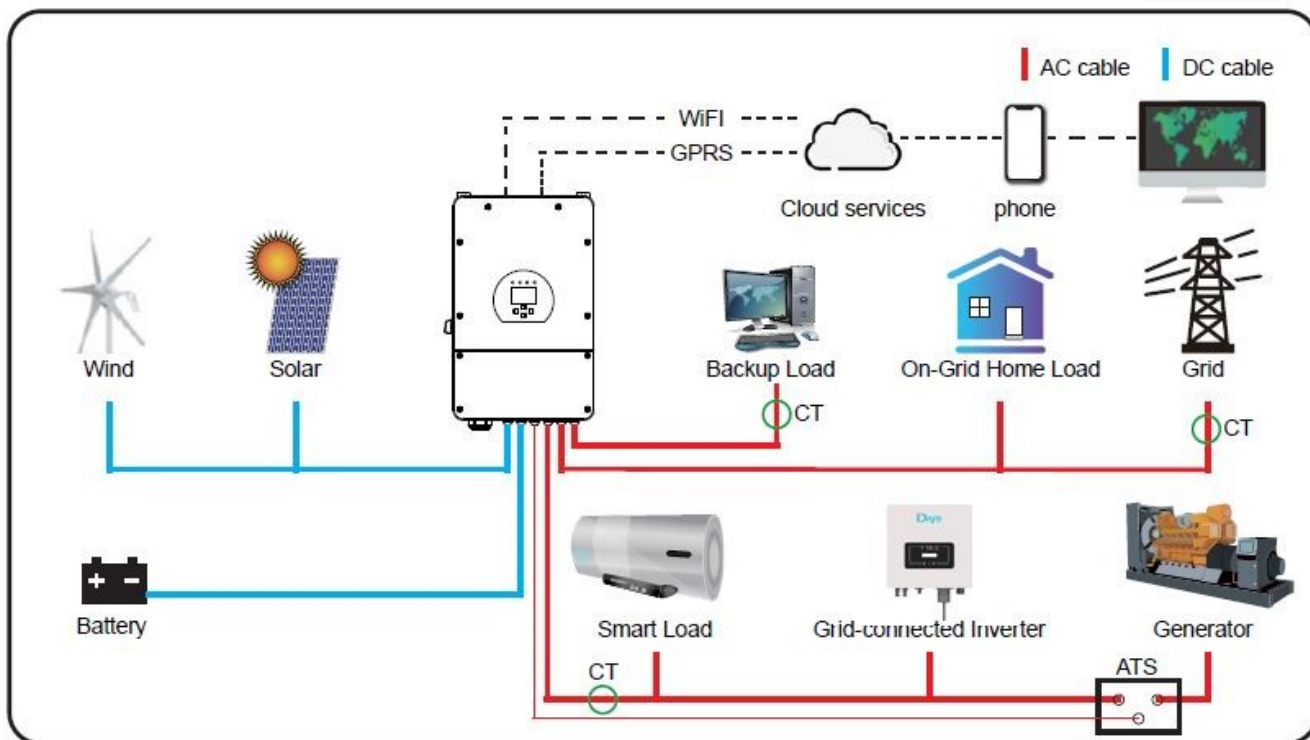 AC cable DC cable
WiFI
GPRS
Cloud services phone
Wind Solar Backup Load On-Grid Home Load Grid
CT CT
+ −
Battery Smart Load Grid-connected Inverter Generator
CT ATS